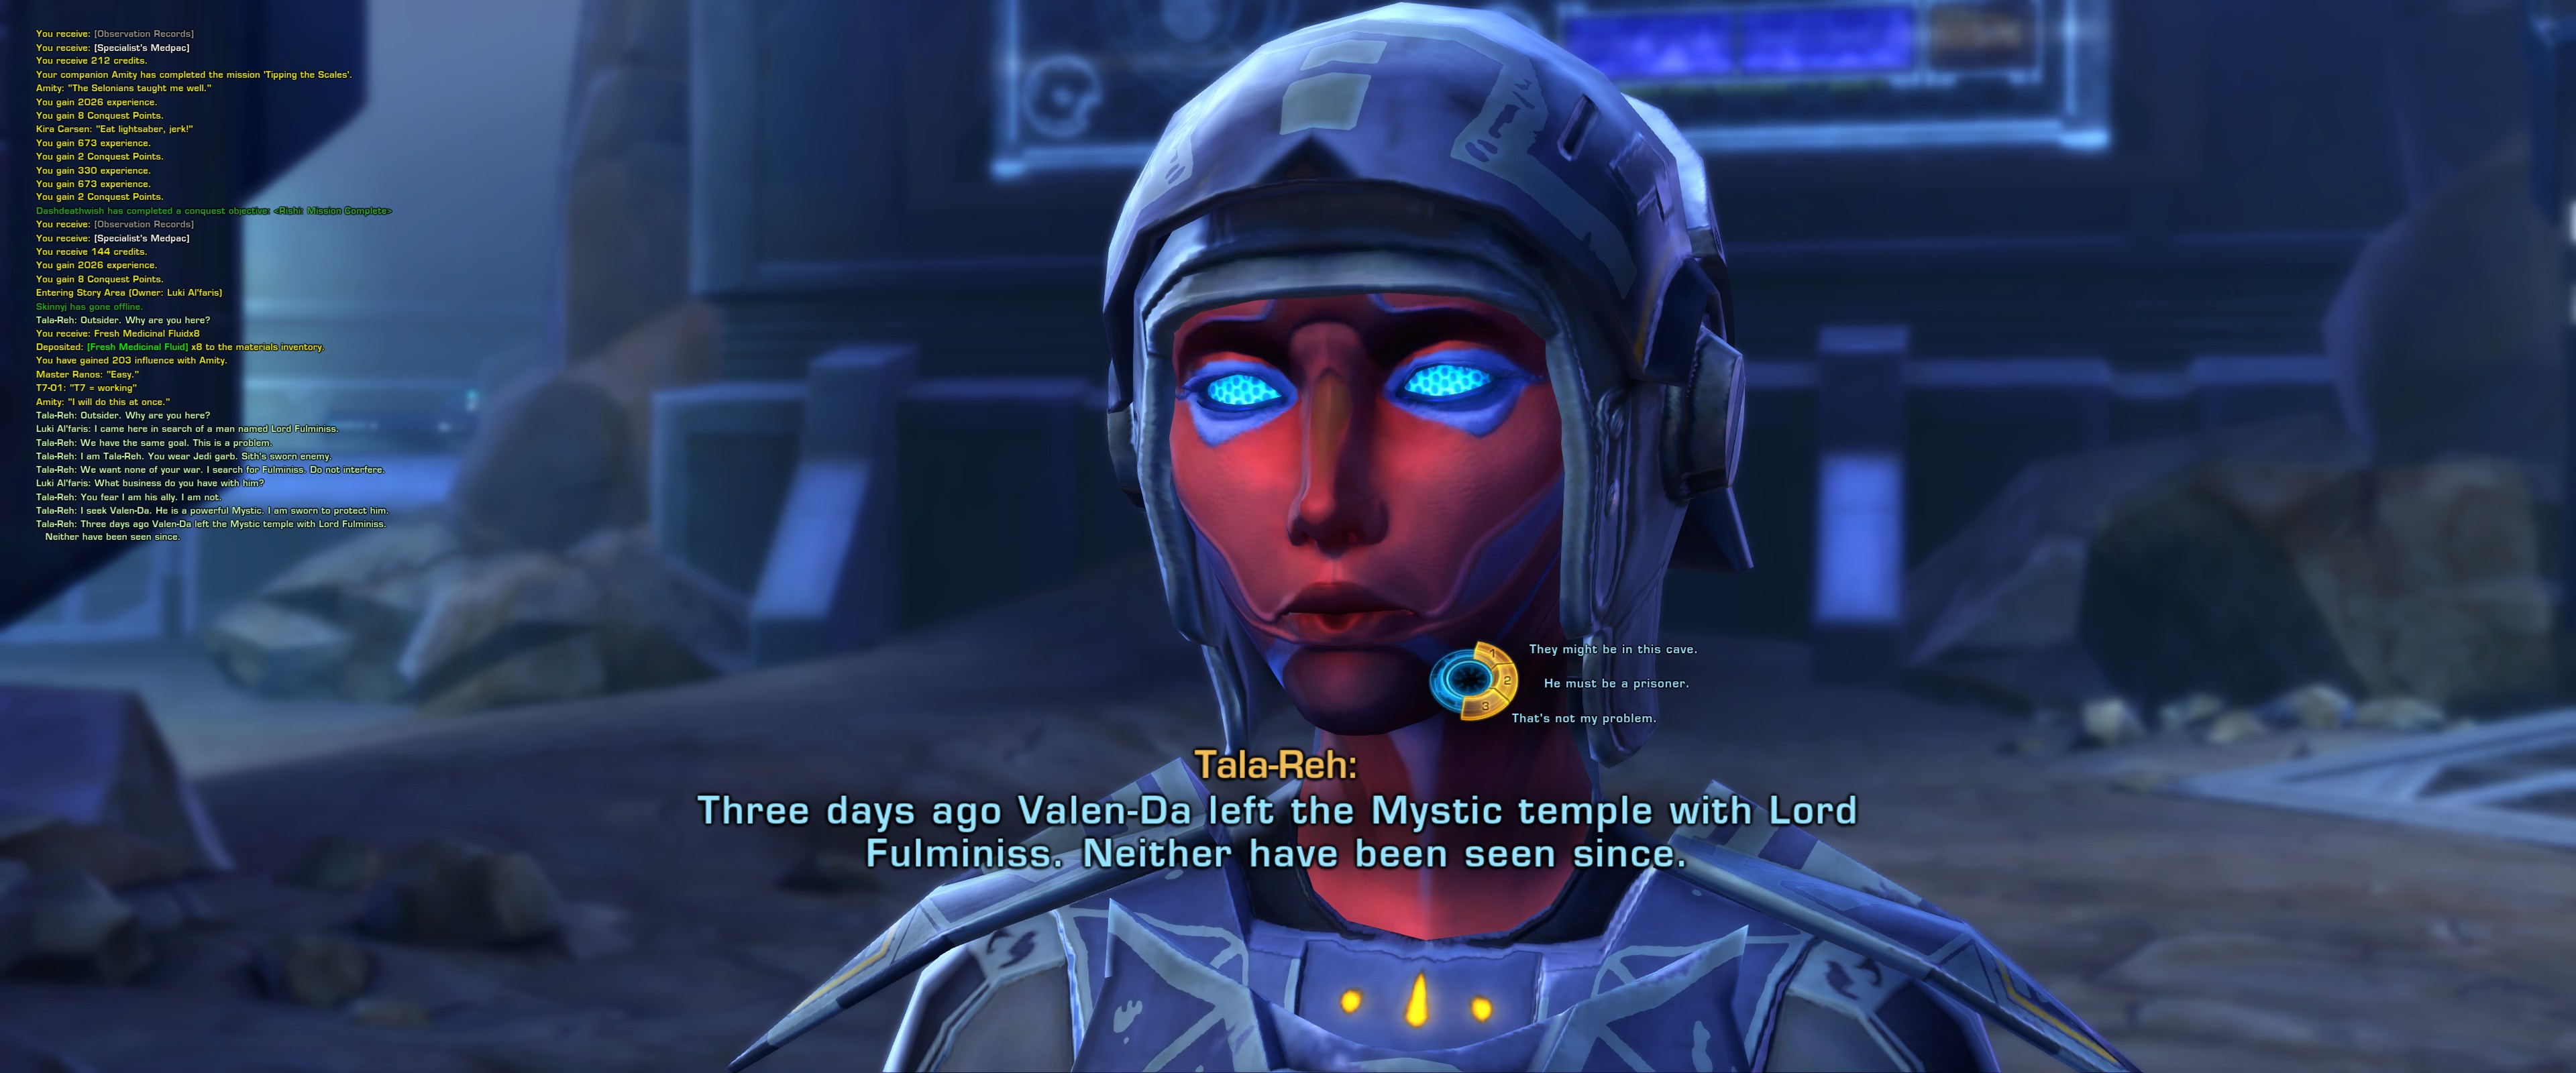 You receive: [Observation Records]
You receive: [Specialist's Medpac]
You receive 212 credits.
Your companion Amity has completed the mission 'Tipping the Scales'.
Amity: "The Selonians taught me well."
You gain 2026 experience.
You gain 8 Conquest Points.
Kira Carsen: "Eat lightsaber, jerk!"
You gain 673 experience.
You gain 2 Conquest Points.
You gain 330 experience.
You gain 673 experience.
You gain 2 Conquest Points.
Dashdeathwish has completed a conquest objective: <Rishi: Mission Complete>
You receive: [Observation Records]
You receive: [Specialist's Medpac]
You receive 144 credits.
You gain 2026 experience.
You gain 8 Conquest Points.
Entering Story Area (Owner: Luki Al'faris)
Skinnyj has gone offline.
Tala-Reh: Outsider. Why are you here?
You receive: Fresh Medicinal Fluidx8
Deposited: [Fresh Medicinal Fluid] x8 to the materials inventory.
You have gained 203 influence with Amity.
Master Ranos: "Easy."
T7-O1: "T7 = working"
Amity: "I will do this at once."
Tala-Reh: Outsider. Why are you here?
Luki Al'faris: I came here in search of a man named Lord Fulminiss.
Tala-Reh: We have the same goal. This is a problem.
Tala-Reh: I am Tala-Reh. You wear Jedi garb. Sith's sworn enemy.
Tala-Reh: We want none of your war. I search for Fulminiss. Do not interfere.
Luki Al'faris: What business do you have with him?
Tala-Reh: You fear I am his ally. I am not.
Tala-Reh: I seek Valen-Da. He is a powerful Mystic. I am sworn to protect him.
Tala-Reh: Three days ago Valen-Da left the Mystic temple with Lord Fulminiss.
Neither have been seen since.
1 They might be in this cave.
2 He must be a prisoner.
3 That's not my problem.
Tala-Reh:
Three days ago Valen-Da left the Mystic temple with Lord
Fulminiss. Neither have been seen since.